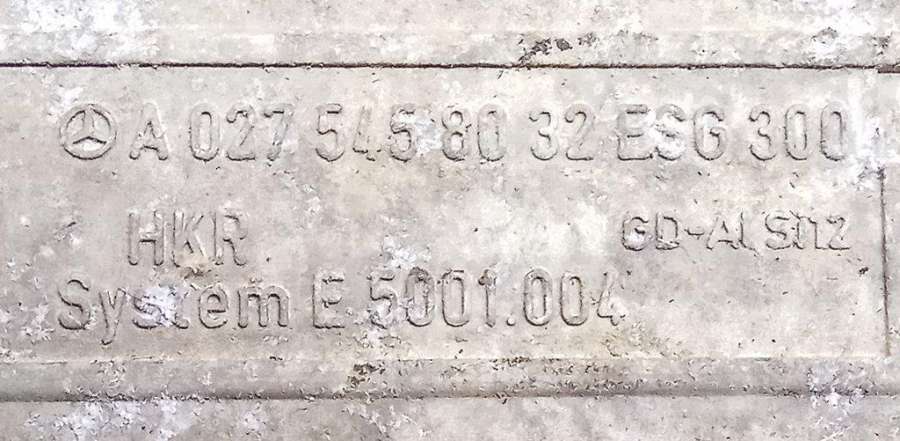 A 027 545 80 32 ESG 300
HKR GD-AlSi12
System E 5001.004